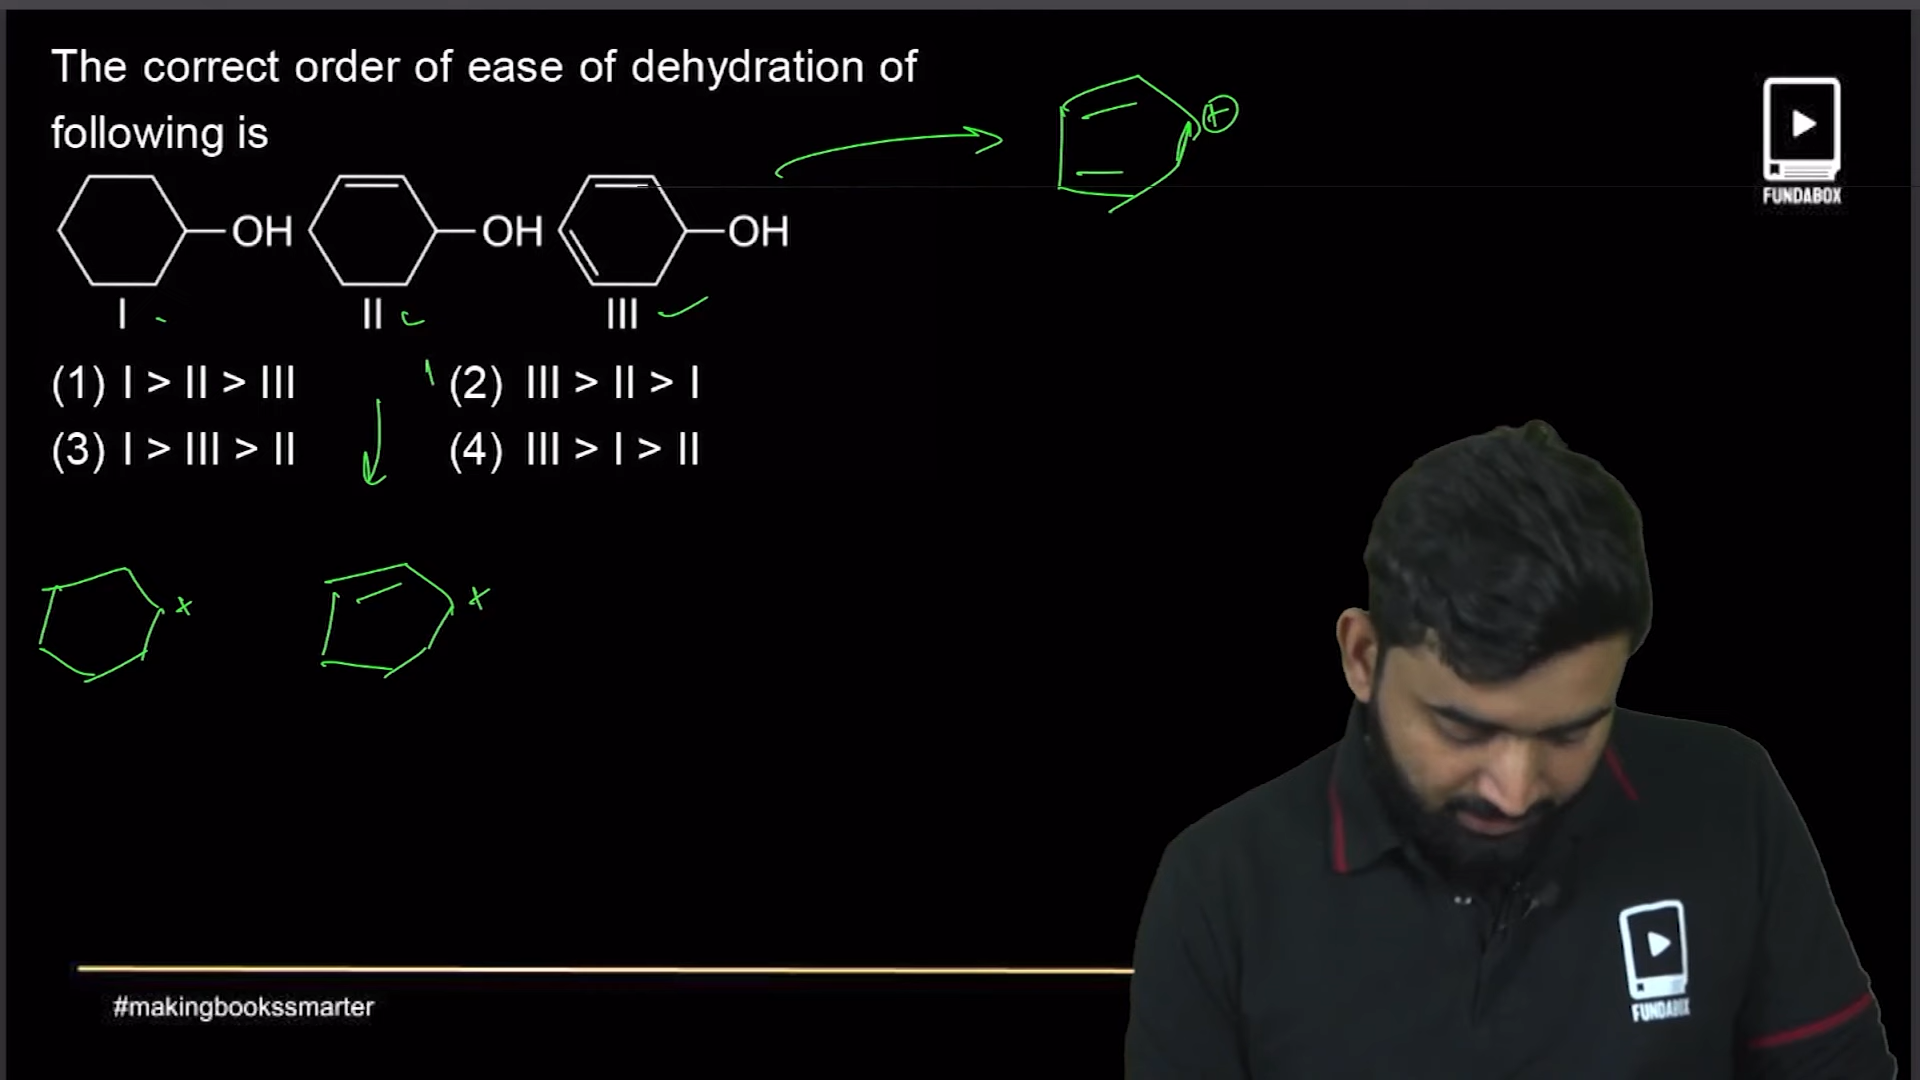 The correct order of ease of dehydration of
following is
FUNDABOX
OH OH OH
I II III
(1) I > II > III (2) III > II > I
(3) I > III > II (4) III > I > II
+
x x
FUNDABOX
#makingbookssmarter